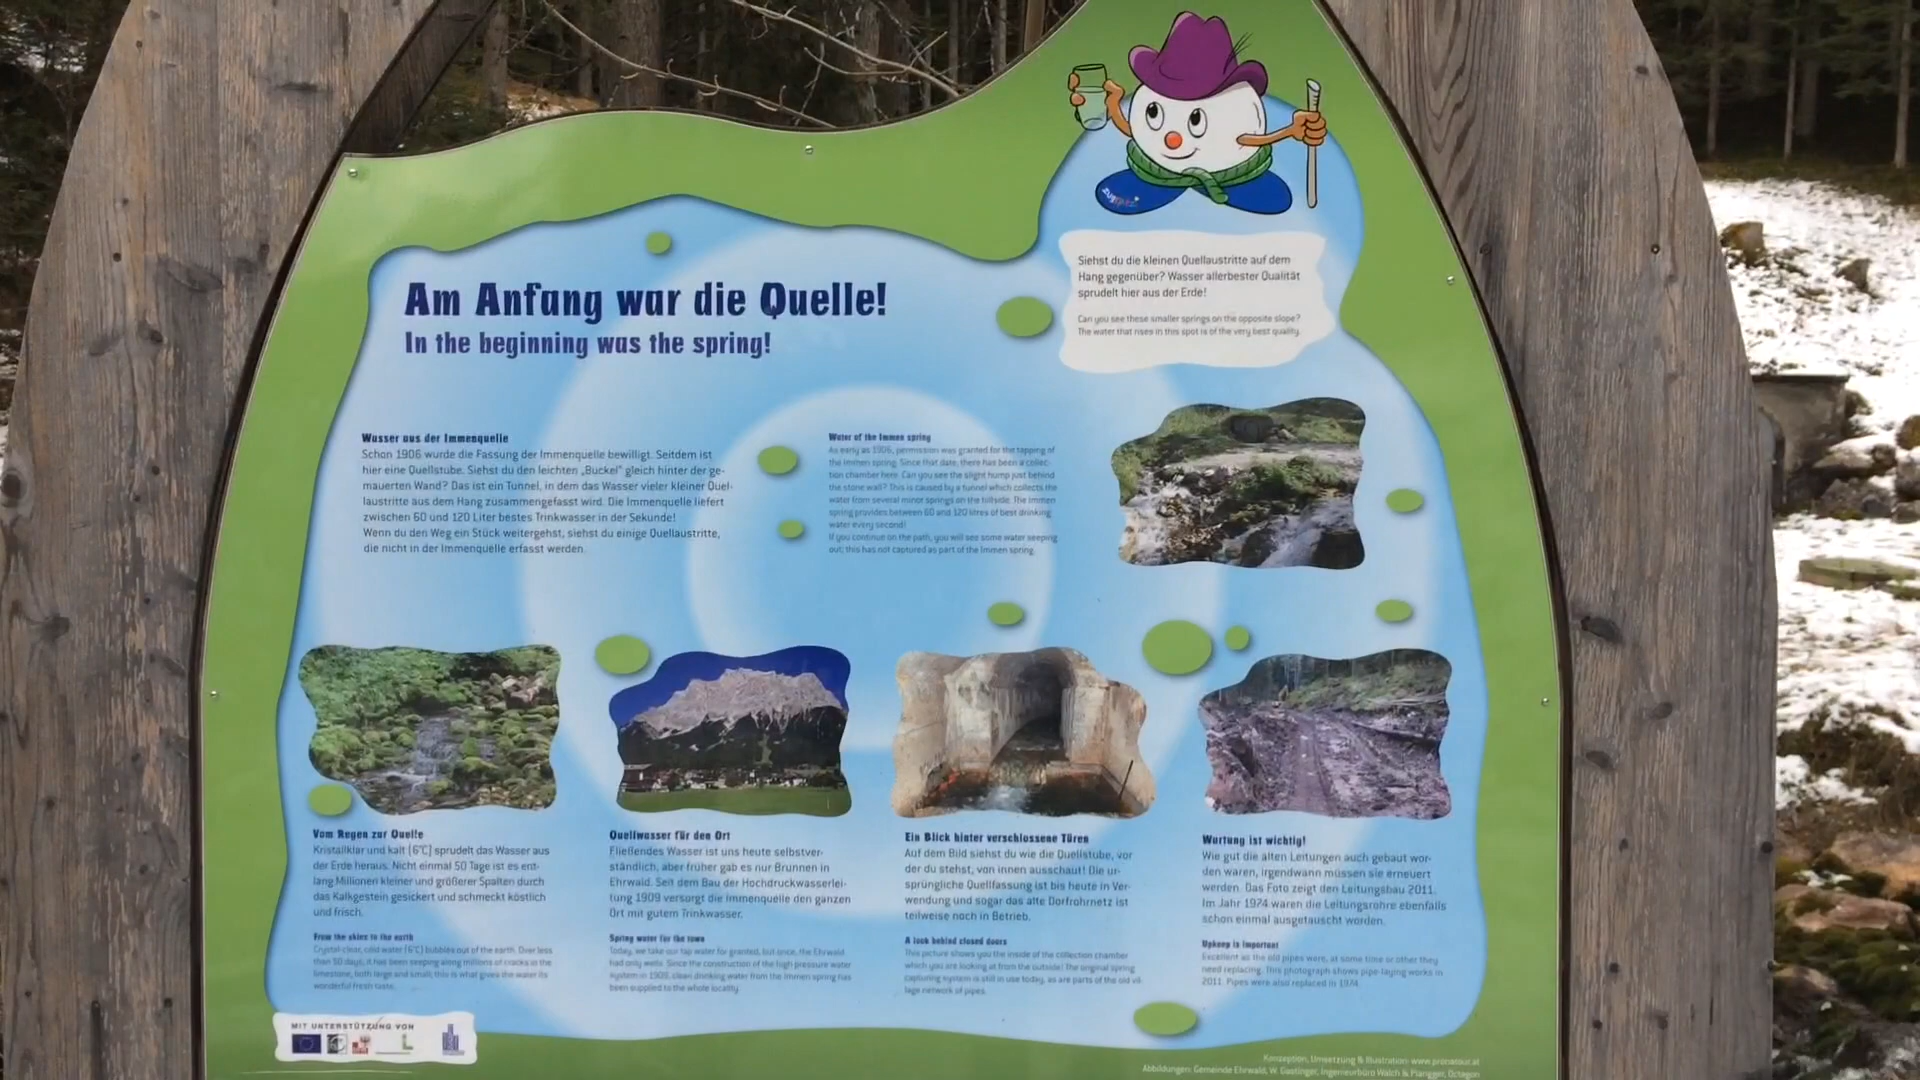 Siehst du die kleinen Quellaustritte auf dem
Hang gegenüber? Wasser allerbester Qualität
sprudelt hier aus der Erde!
Can you see these smaller springs on the opposite slope?
The water that rises in this spot is of the very best quality.
Am Anfang war die Quelle!
In the beginning was the spring!
Wasser aus der Immenquelle
Schon 1906 wurde die Fassung der Immenquelle bewilligt. Seitdem ist
hier eine Quellstube. Siehst du den leichten „Buckel" gleich hinter der ge-
mauerten Wand? Das ist ein Tunnel, in dem das Wasser vieler kleiner Quel-
laustritte aus dem Hang zusammengefasst wird. Die Immenquelle liefert
zwischen 60 und 120 Liter bestes Trinkwasser in der Sekunde!
Wenn du den Weg ein Stück weitergehst, siehst du einige Quellaustritte,
die nicht in der Immenquelle erfasst werden.
Water of the Immen spring
As early as 1906, permission was granted for the tapping of
the Immen spring. Since that date, there has been a collec-
tion chamber here. Can you see the slight hump just behind
the stone wall? This is caused by a tunnel which collects the
water from several minor springs on the hillside. The Immen
spring provides between 60 and 120 litres of best drinking
water every second!
If you continue on the path, you will see some water seeping
out; this has not captured as part of the Immen spring.
Vom Regen zur Quelle
Kristallklar und kalt (6°C) sprudelt das Wasser aus
der Erde heraus. Nicht einmal 50 Tage ist es ent-
lang Millionen kleiner und größerer Spalten durch
das Kalkgestein gesickert und schmeckt köstlich
und frisch.
From the skies to the earth
Crystal-clear, cold water (6°C) bubbles out of the earth. Over less
than 50 days, it has been seeping along millions of cracks in the
limestone, both large and small; this is what gives the water its
wonderful fresh taste.
Quellwasser für den Ort
Fließendes Wasser ist uns heute selbstver-
ständlich, aber früher gab es nur Brunnen in
Ehrwald. Seit dem Bau der Hochdruckwasserlei-
tung 1909 versorgt die Immenquelle den ganzen
Ort mit gutem Trinkwasser.
Spring water for the town
Today, we take our tap water for granted, but once, the Ehrwald
had only wells. Since the construction of the high pressure water
system in 1909, clean drinking water from the Immen spring has
been supplied to the whole locality.
Ein Blick hinter verschlossene Türen
Auf dem Bild siehst du wie die Quellstube, vor
der du stehst, von innen ausschaut! Die ur-
sprüngliche Quellfassung ist bis heute in Ver-
wendung und sogar das alte Dorfrohrnetz ist
teilweise noch in Betrieb.
A look behind closed doors
This picture shows you the inside of the collection chamber
which you are looking at from the outside! The original spring
capturing system is still in use today, as are parts of the old vil-
lage network of pipes.
Wartung ist wichtig!
Wie gut die alten Leitungen auch gebaut wor-
den waren, irgendwann müssen sie erneuert
werden. Das Foto zeigt den Leitungsbau 2011.
Im Jahr 1974 waren die Leitungsrohre ebenfalls
schon einmal ausgetauscht worden.
Upkeep is important
Excellent as the old pipes were, at some time or other they
need replacing. This photograph shows pipe-laying works in
2011. Pipes were also replaced in 1974.
MIT UNTERSTÜTZUNG VON
Konzeption, Umsetzung & Illustration: www.pronatour.at
Abbildungen: Gemeinde Ehrwald, W. Gostinger, Ingenieurbüro Walch & Plangger, Octagon